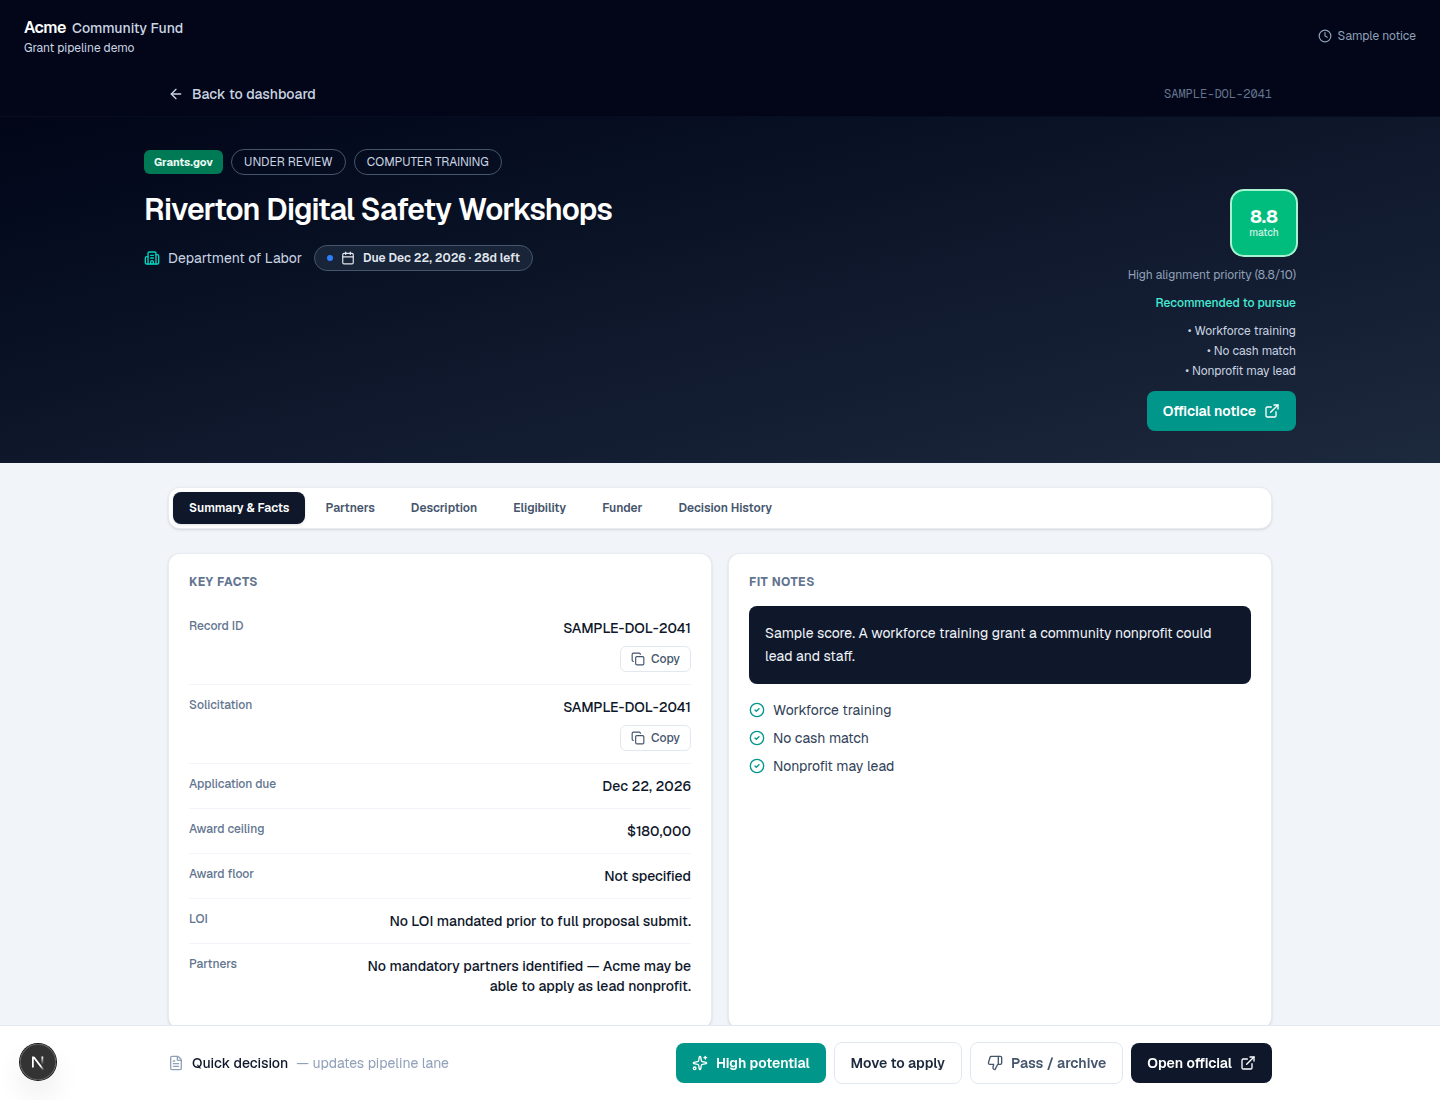 Acme Community Fund
Grant pipeline demo
Sample notice
Back to dashboard
SAMPLE-DOL-2041
Grants.gov
UNDER REVIEW
COMPUTER TRAINING
Riverton Digital Safety Workshops
Department of Labor
Due Dec 22, 2026 · 28d left
8.8
match
High alignment priority (8.8/10)
Recommended to pursue
• Workforce training
• No cash match
• Nonprofit may lead
Official notice
Summary & Facts
Partners
Description
Eligibility
Funder
Decision History
KEY FACTS
Record ID
SAMPLE-DOL-2041
Copy
Solicitation
SAMPLE-DOL-2041
Copy
Application due
Dec 22, 2026
Award ceiling
$180,000
Award floor
Not specified
LOI
No LOI mandated prior to full proposal submit.
Partners
No mandatory partners identified — Acme may be
able to apply as lead nonprofit.
FIT NOTES
Sample score. A workforce training grant a community nonprofit could
lead and staff.
Workforce training
No cash match
Nonprofit may lead
N
Quick decision — updates pipeline lane
High potential
Move to apply
Pass / archive
Open official